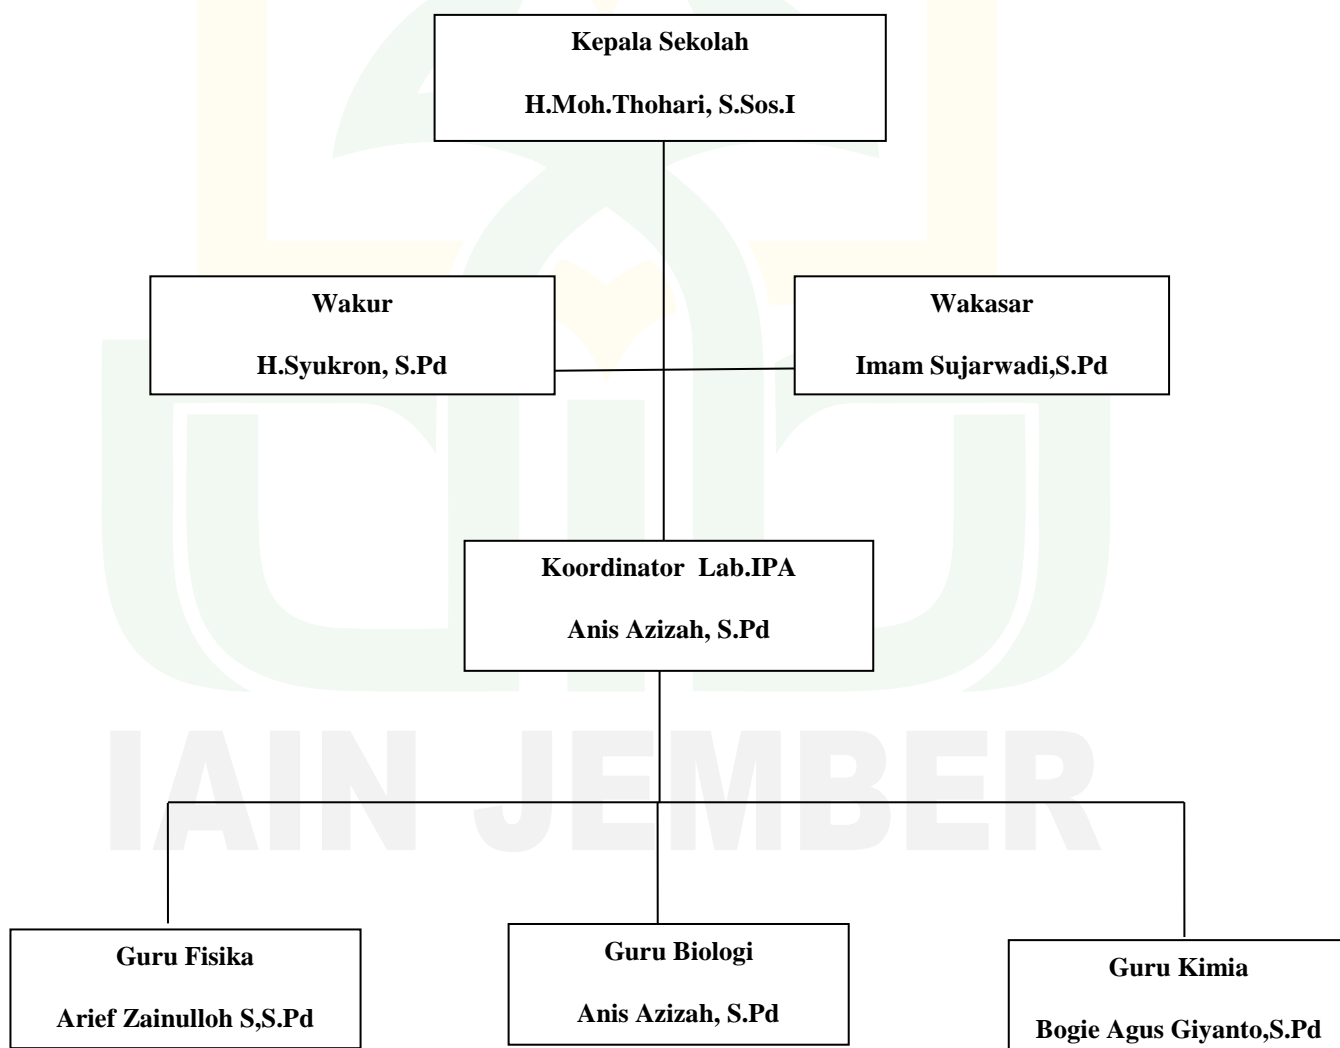 Kepala Sekolah
H.Moh.Thohari, S.Sos.I
Wakur
H.Syukron, S.Pd
Wakasar
Imam Sujarwadi,S.Pd
Koordinator Lab.IPA
Anis Azizah, S.Pd
IAIN JEMBER
Guru Fisika
Arief Zainulloh S,S.Pd
Guru Biologi
Anis Azizah, S.Pd
Guru Kimia
Bogie Agus Giyanto,S.Pd